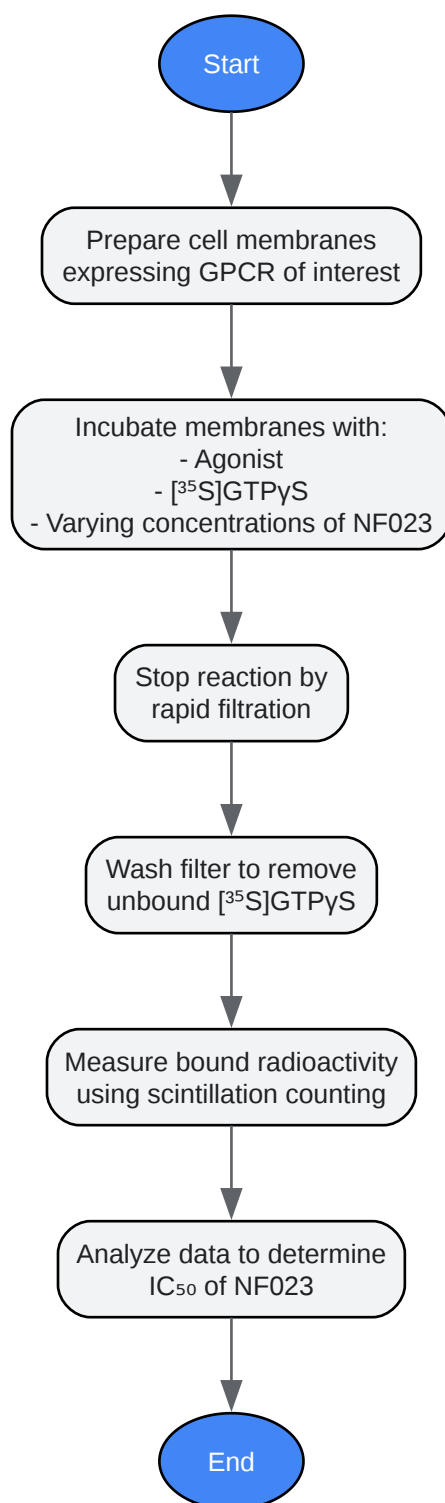 Start
Prepare cell membranes
expressing GPCR of interest
Incubate membranes with:
- Agonist
- [³⁵S]GTPγS
- Varying concentrations of NF023
Stop reaction by
rapid filtration
Wash filter to remove
unbound [³⁵S]GTPγS
Measure bound radioactivity
using scintillation counting
Analyze data to determine
IC₅₀ of NF023
End